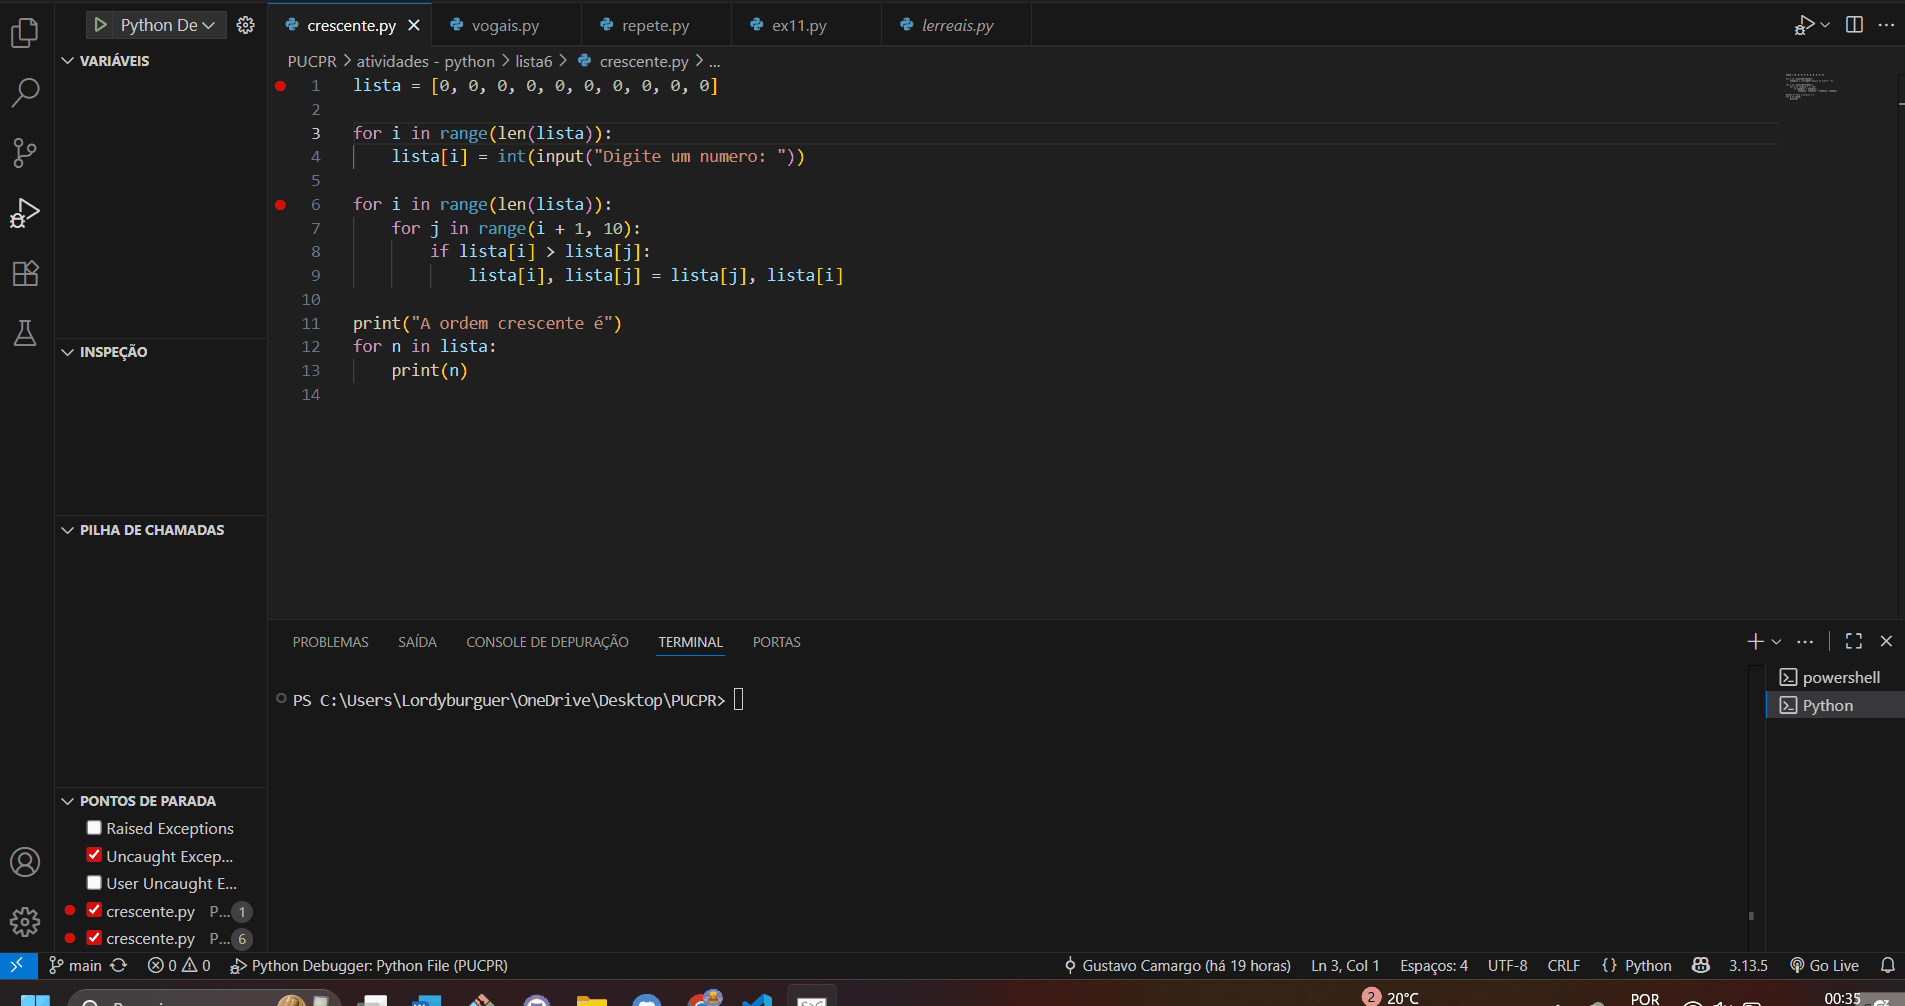 Python De
crescente.py
vogais.py
repete.py
ex11.py
lerreais.py
VARIÁVEIS
PUCPR > atividades - python > lista6 > crescente.py > ...
1 lista = [0, 0, 0, 0, 0, 0, 0, 0, 0, 0]
2
3 for i in range(len(lista)):
4 lista[i] = int(input("Digite um numero: "))
5
6 for i in range(len(lista)):
7 for j in range(i + 1, 10):
8 if lista[i] > lista[j]:
9 lista[i], lista[j] = lista[j], lista[i]
10
11 print("A ordem crescente é")
12 for n in lista:
13 print(n)
14
INSPEÇÃO
PILHA DE CHAMADAS
PROBLEMAS SAÍDA CONSOLE DE DEPURAÇÃO TERMINAL PORTAS
PS C:\Users\Lordyburguer\OneDrive\Desktop\PUCPR>
powershell
Python
PONTOS DE PARADA
Raised Exceptions
Uncaught Excep...
User Uncaught E...
crescente.py P... 1
crescente.py P... 6
main 0 0 Python Debugger: Python File (PUCPR) Gustavo Camargo (há 19 horas) Ln 3, Col 1 Espaços: 4 UTF-8 CRLF {} Python 3.13.5 Go Live
2 20°C POR 00:35